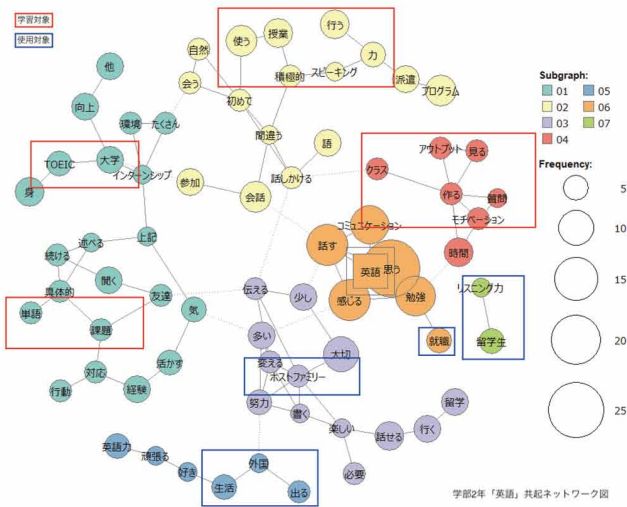 学習対象
使用対象
自然
使う
授業
行う
力
積極的
スピーキング
派遣
プログラム
他
会う
初めて
向上
環境
たくさん
間違う
語
TOEIC
大学
インターンシップ
身
参加
会話
話しかける
クラス
アウトプット
見る
作る
質問
モチベーション
時間
コミュニケーション
話す
英語
思う
感じる
勉強
就職
リスニング力
留学生
述べる
上記
続ける
聞く
具体的
友達
単語
課題
気
伝える
少し
多い
大切
変える
ホストファミリー
対応
活かす
行動
経験
努力
書く
楽しい
話せる
行く
留学
必要
英語力
頑張る
好き
生活
外国
出る
Subgraph:
01 05
02 06
03 07
04
Frequency:
5
10
15
20
25
学部2年「英語」共起ネットワーク図